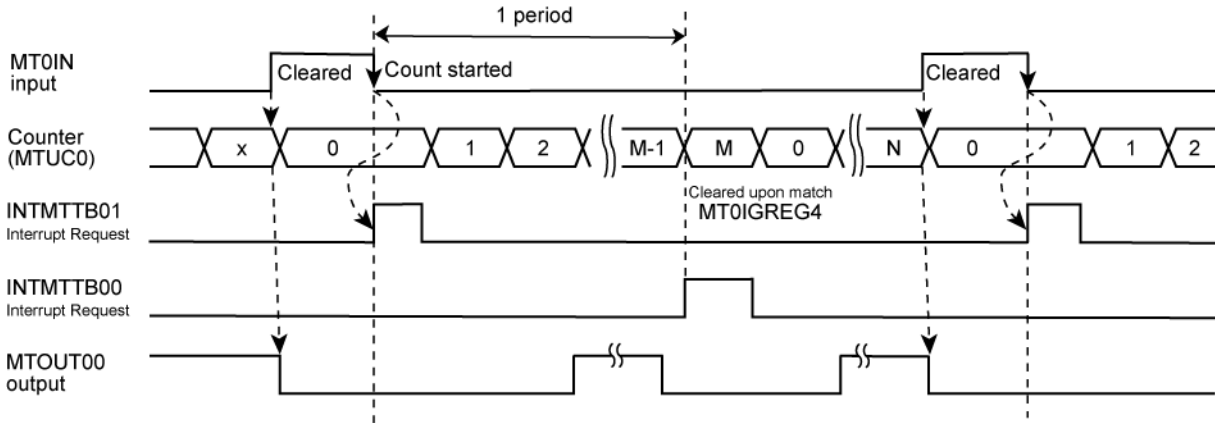 1 period
MT0IN
input
Cleared
Count started
Cleared
Counter
(MTUC0)
x
0
1
2
M-1
M
0
N
0
1
2
Cleared upon match
MT0IGREG4
INTMTTB01
Interrupt Request
INTMTTB00
Interrupt Request
MTOUT00
output